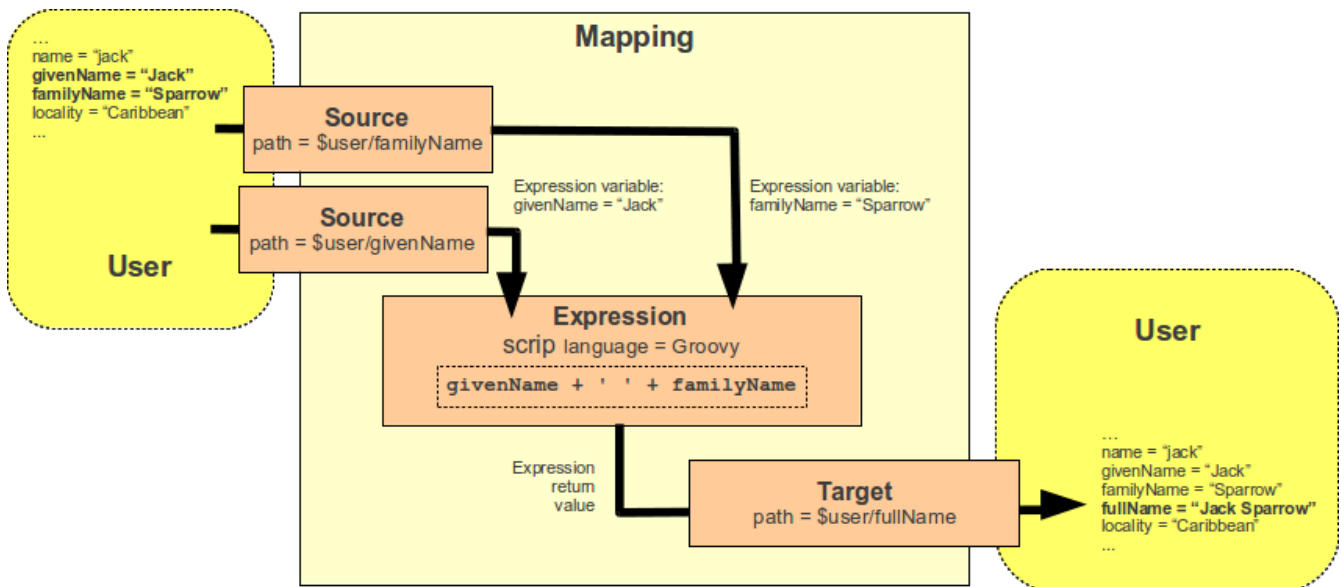 ...
name = “jack”
givenName = “Jack”
familyName = “Sparrow”
locality = “Caribbean”
...
User
Mapping
Source
path = $user/familyName
Source
path = $user/givenName
Expression variable:
givenName = “Jack”
Expression variable:
familyName = “Sparrow”
Expression
scrip language = Groovy
givenName + ' ' + familyName
Expression
return
value
Target
path = $user/fullName
User
...
name = “jack”
givenName = “Jack”
familyName = “Sparrow”
fullName = “Jack Sparrow”
locality = “Caribbean”
...